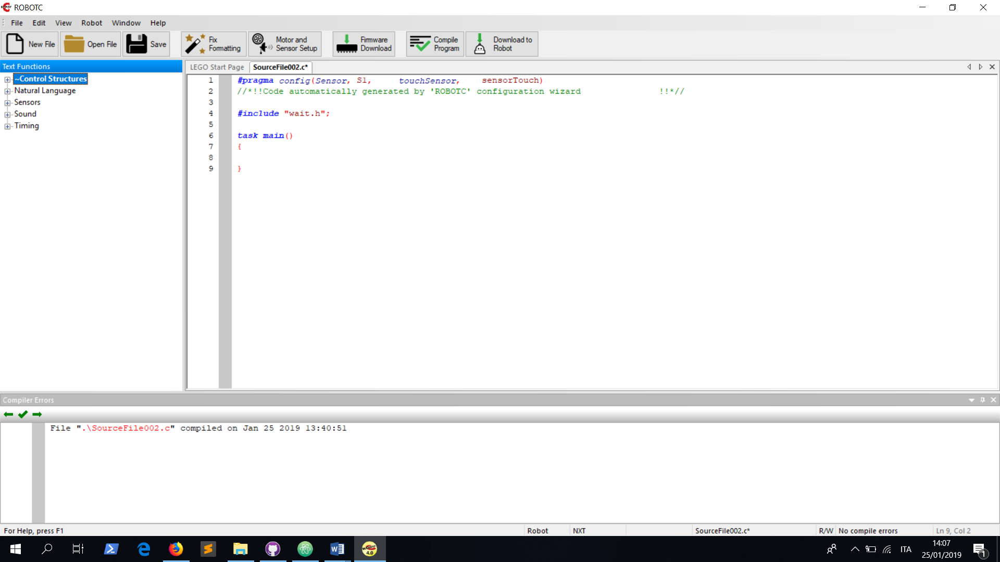 ROBOTC
File Edit View Robot Window Help
New File Open File Save Fix Formatting Motor and Sensor Setup Firmware Download Compile Program Download to Robot
Text Functions
~Control Structures
Natural Language
Sensors
Sound
Timing
LEGO Start Page SourceFile002.c*
1 #pragma config(Sensor, S1, touchSensor, sensorTouch)
2 //*!!Code automatically generated by 'ROBOTC' configuration wizard !!*//
3
4 #include "wait.h";
5
6 task main()
7 {
8
9 }
Compiler Errors
File ".\SourceFile002.c" compiled on Jan 25 2019 13:40:51
For Help, press F1 Robot NXT SourceFile002.c* R/W No compile errors Ln 9, Col 2
4.0
ITA
14:07
25/01/2019
1